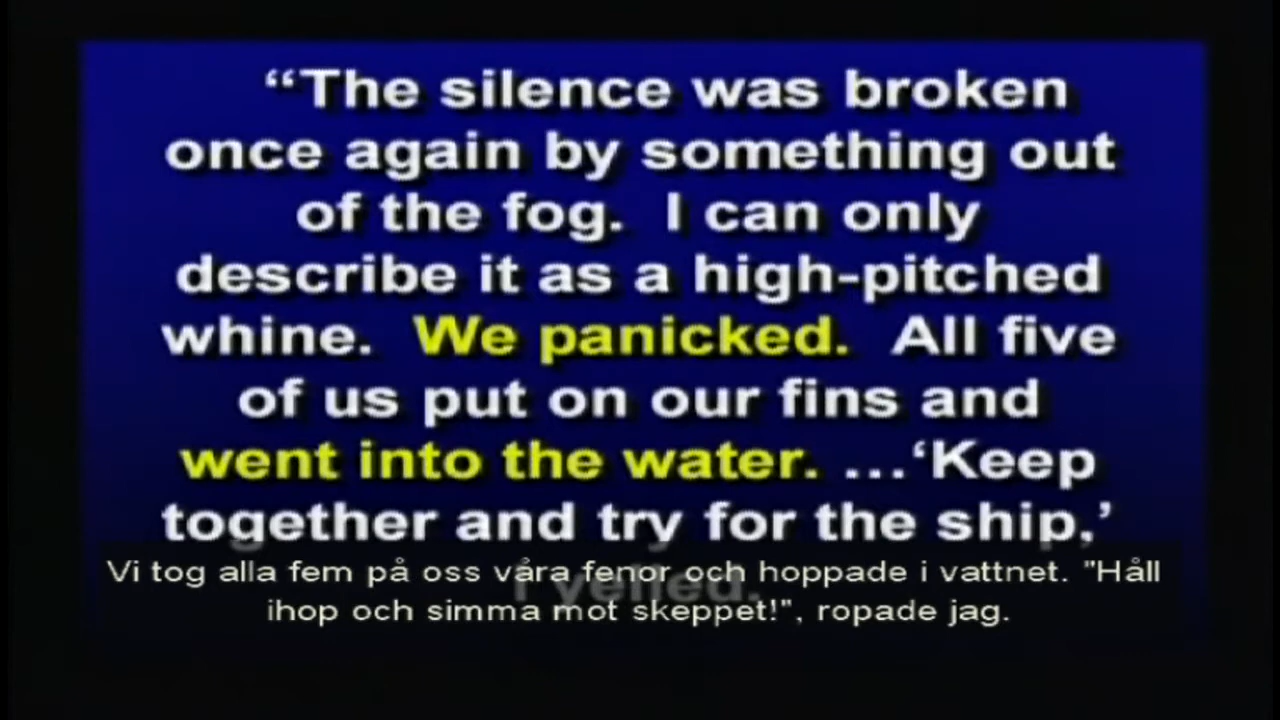 “The silence was broken
once again by something out
of the fog. I can only
describe it as a high-pitched
whine. We panicked. All five
of us put on our fins and
went into the water. …‘Keep
together and try for the ship,’
I yelled.
Vi tog alla fem på oss våra fenor och hoppade i vattnet. "Håll
ihop och simma mot skeppet!", ropade jag.